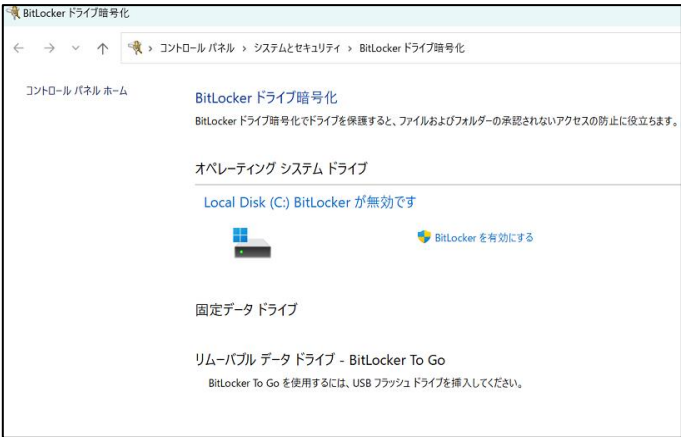 BitLocker ドライブ暗号化
コントロール パネル › システムとセキュリティ › BitLocker ドライブ暗号化
コントロール パネル ホーム
BitLocker ドライブ暗号化
BitLocker ドライブ暗号化でドライブを保護すると、ファイルおよびフォルダーの承認されないアクセスの防止に役立ちます。
オペレーティング システム ドライブ
Local Disk (C:) BitLocker が無効です
BitLocker を有効にする
固定データ ドライブ
リムーバブル データ ドライブ - BitLocker To Go
BitLocker To Go を使用するには、USB フラッシュ ドライブを挿入してください。